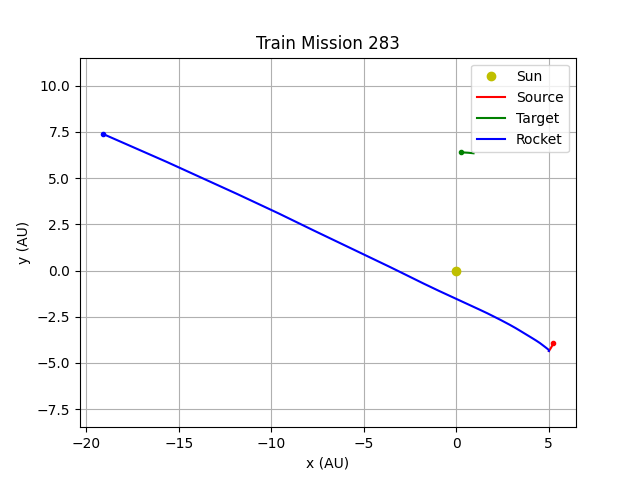 Train Mission 283
Sun
Source
Target
Rocket
10.0
7.5
5.0
2.5
0.0
−2.5
−5.0
−7.5
y (AU)
−20 −15 −10 −5 0 5
x (AU)